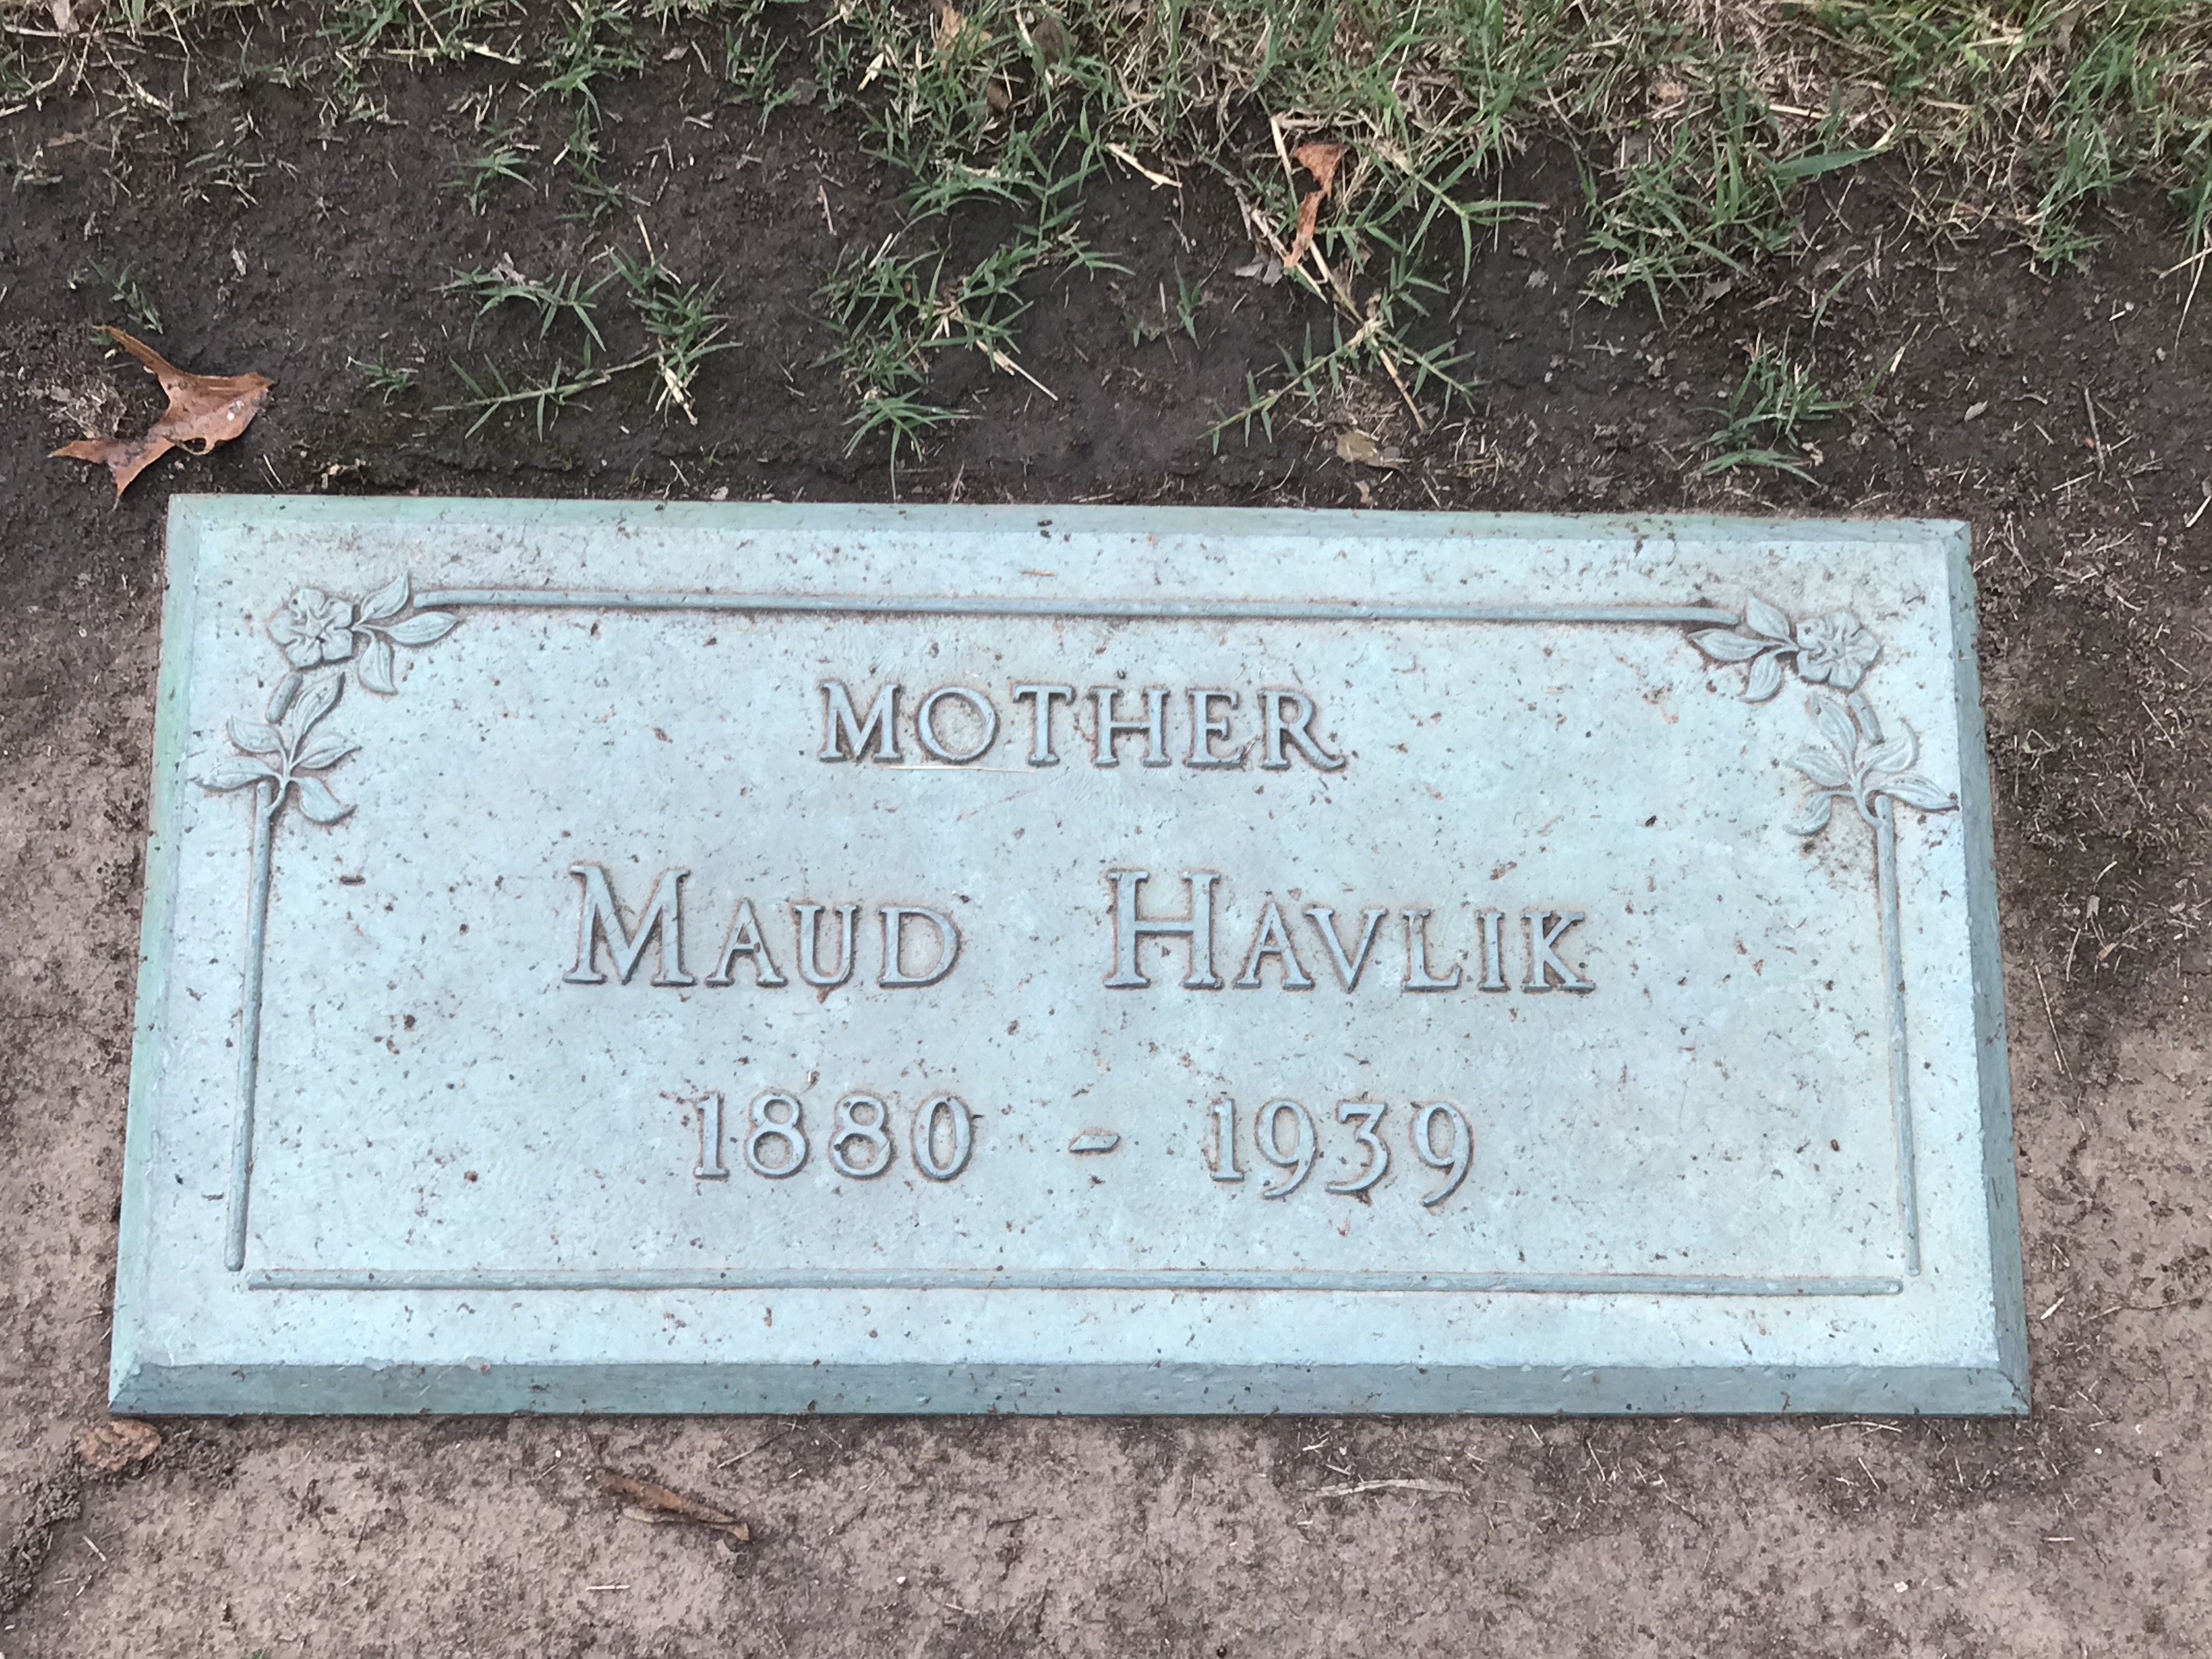 MOTHER
MAUD HAVLIK
1880 - 1939